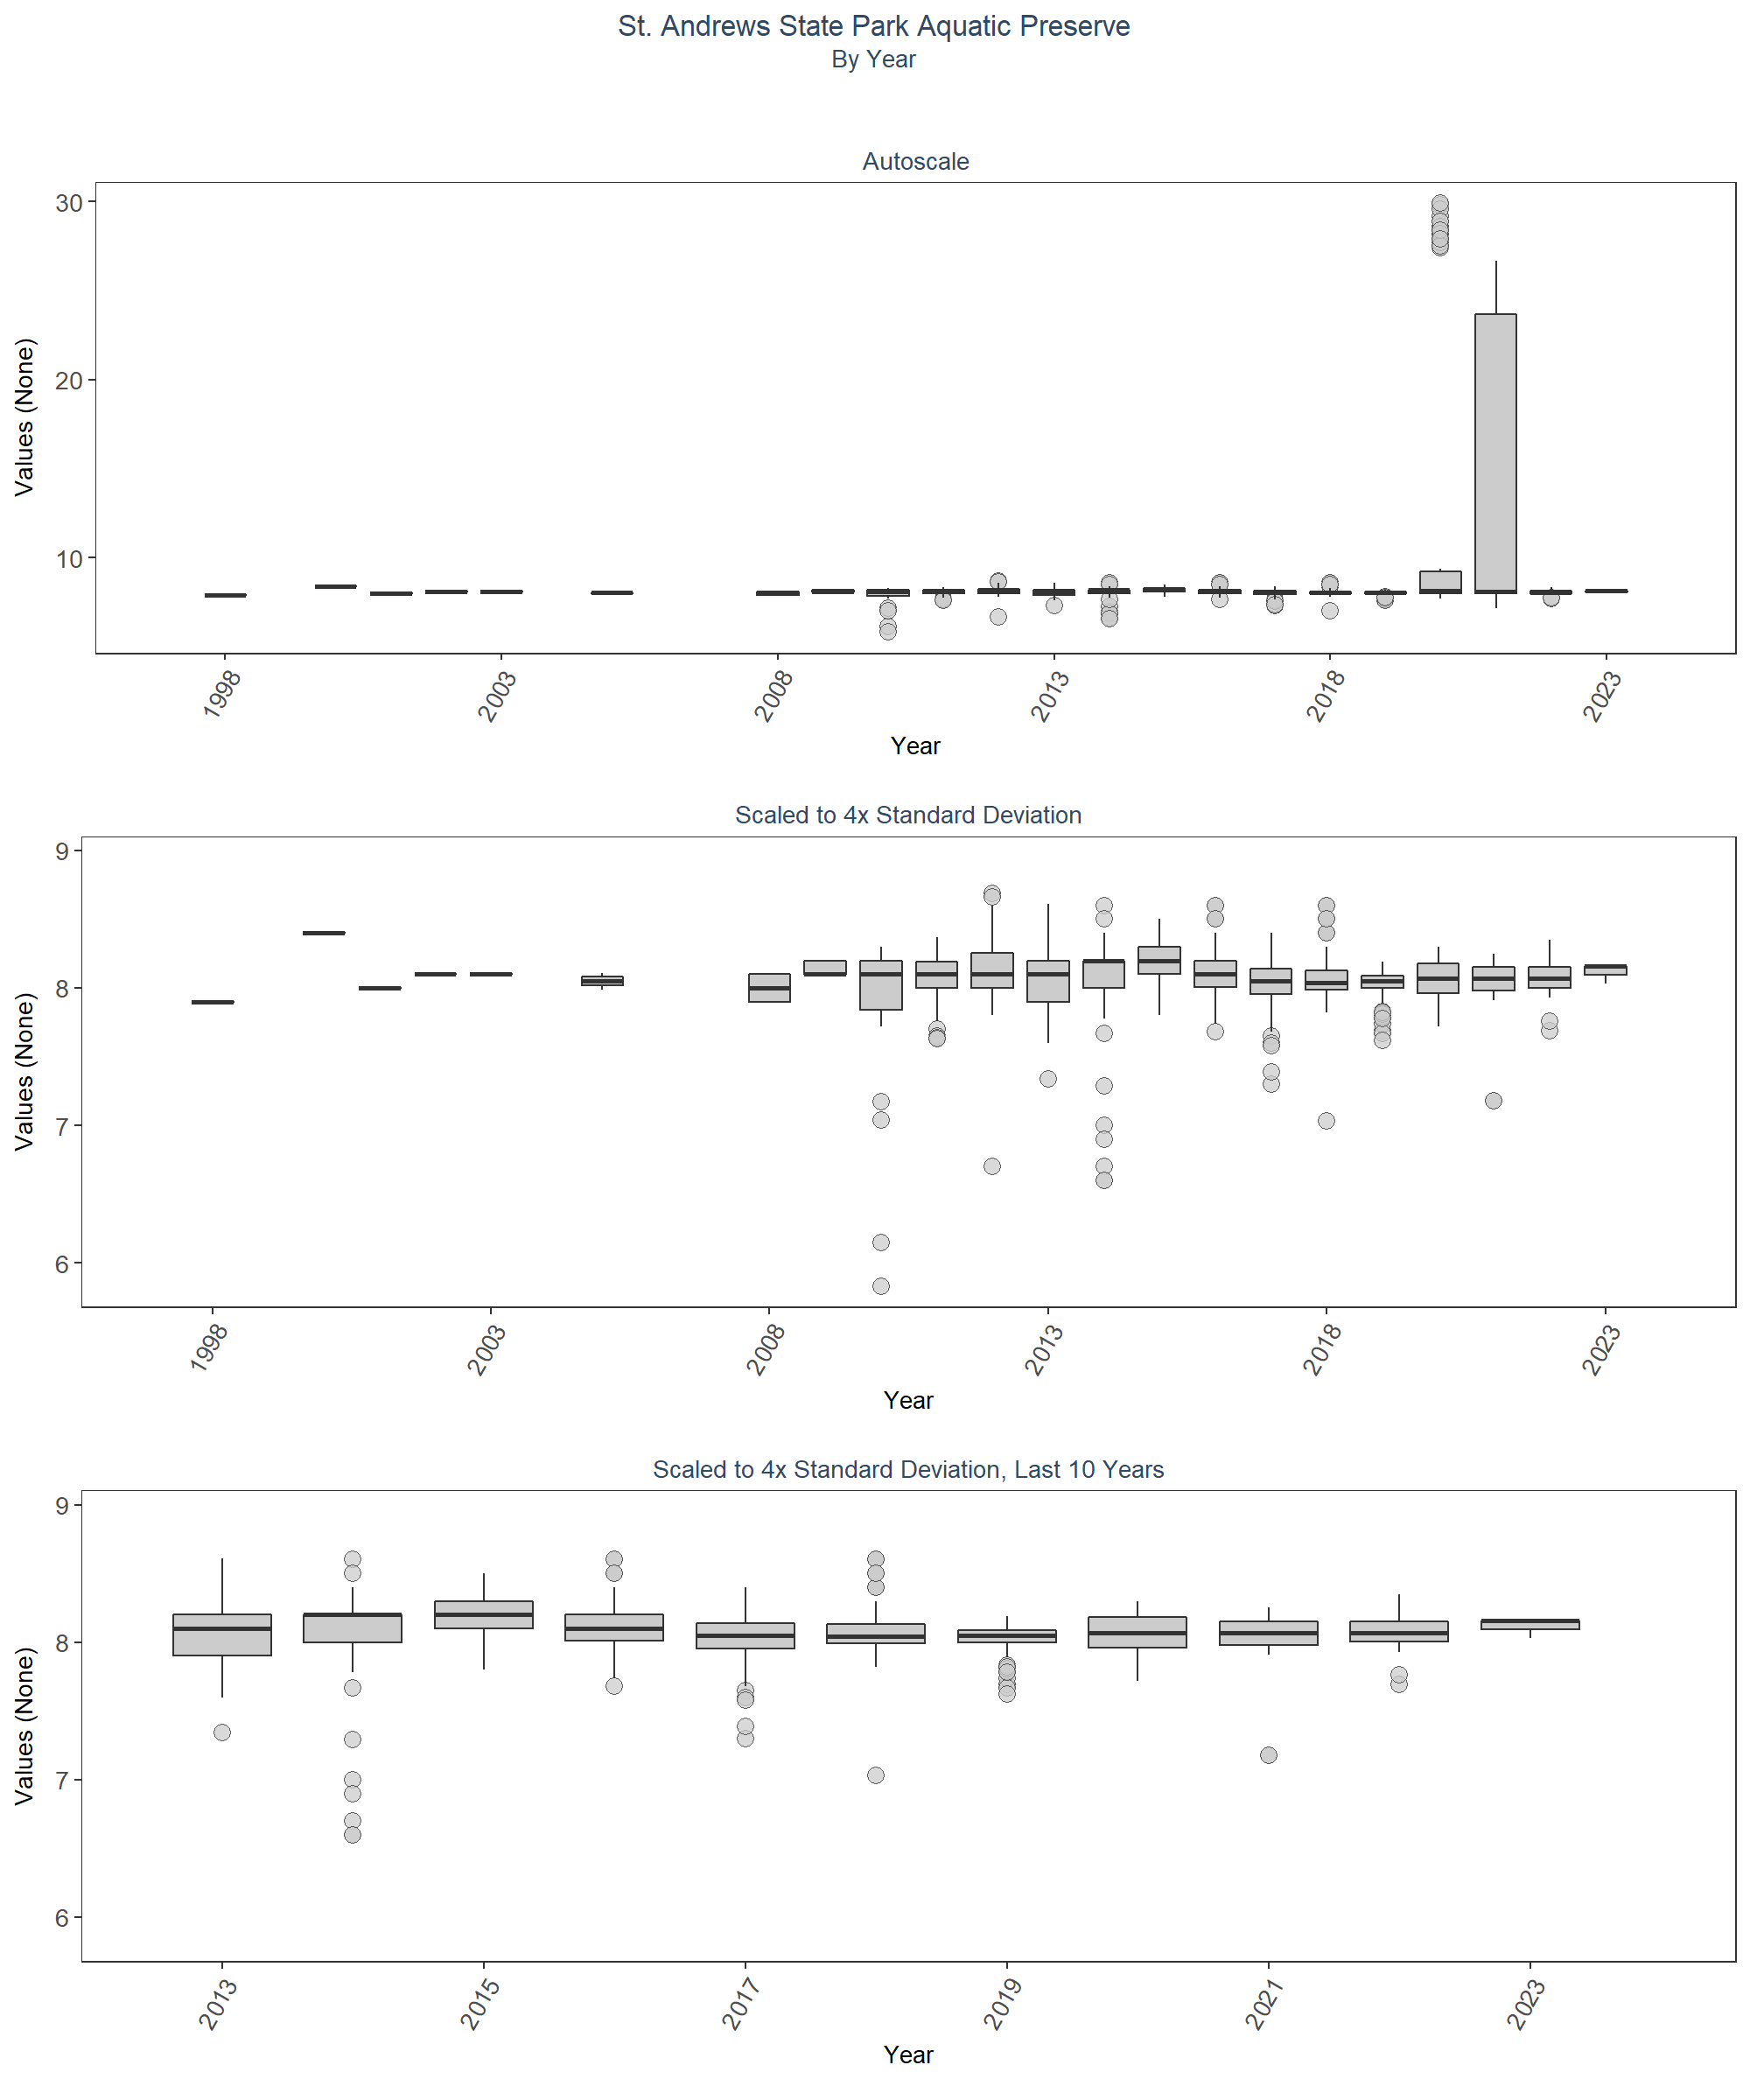 St. Andrews State Park Aquatic Preserve
By Year
Autoscale
Values (None)
30
20
10
1998
2003
2008
2013
2018
2023
Year
Scaled to 4x Standard Deviation
Values (None)
9
8
7
6
1998
2003
2008
2013
2018
2023
Year
Scaled to 4x Standard Deviation, Last 10 Years
Values (None)
9
8
7
6
2013
2015
2017
2019
2021
2023
Year